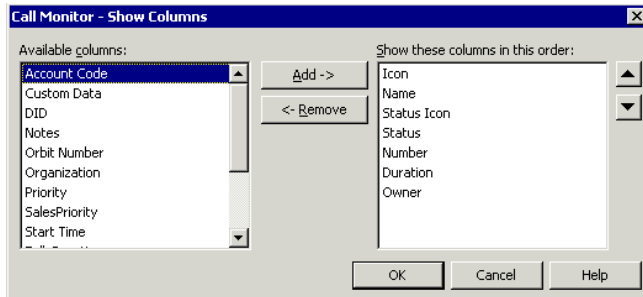 Call Monitor - Show Columns
Available columns:
Account Code
Custom Data
DID
Notes
Orbit Number
Organization
Priority
SalesPriority
Start Time
Add ->
<- Remove
Show these columns in this order:
Icon
Name
Status Icon
Status
Number
Duration
Owner
OK
Cancel
Help